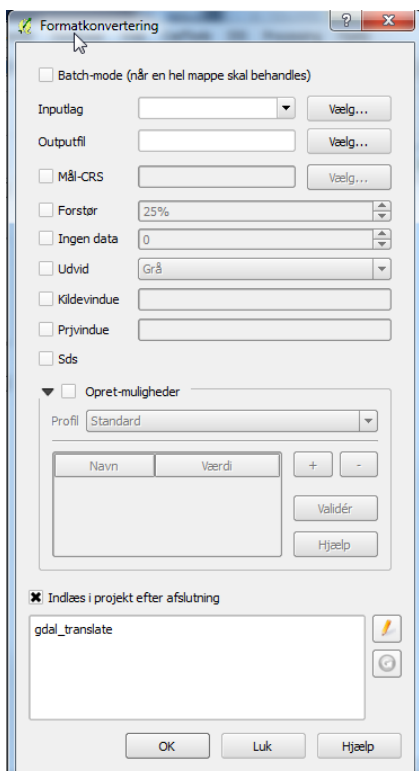 Formatkonvertering
Batch-mode (når en hel mappe skal behandles)
Inputlag Vælg...
Outputfil Vælg...
Mål-CRS Vælg...
Forstør 25%
Ingen data 0
Udvid Grå
Kildevindue
Prjvindue
Sds
Opret-muligheder
Profil Standard
Navn Værdi + -
Validér
Hjælp
Indlæs i projekt efter afslutning
gdal_translate
OK Luk Hjælp